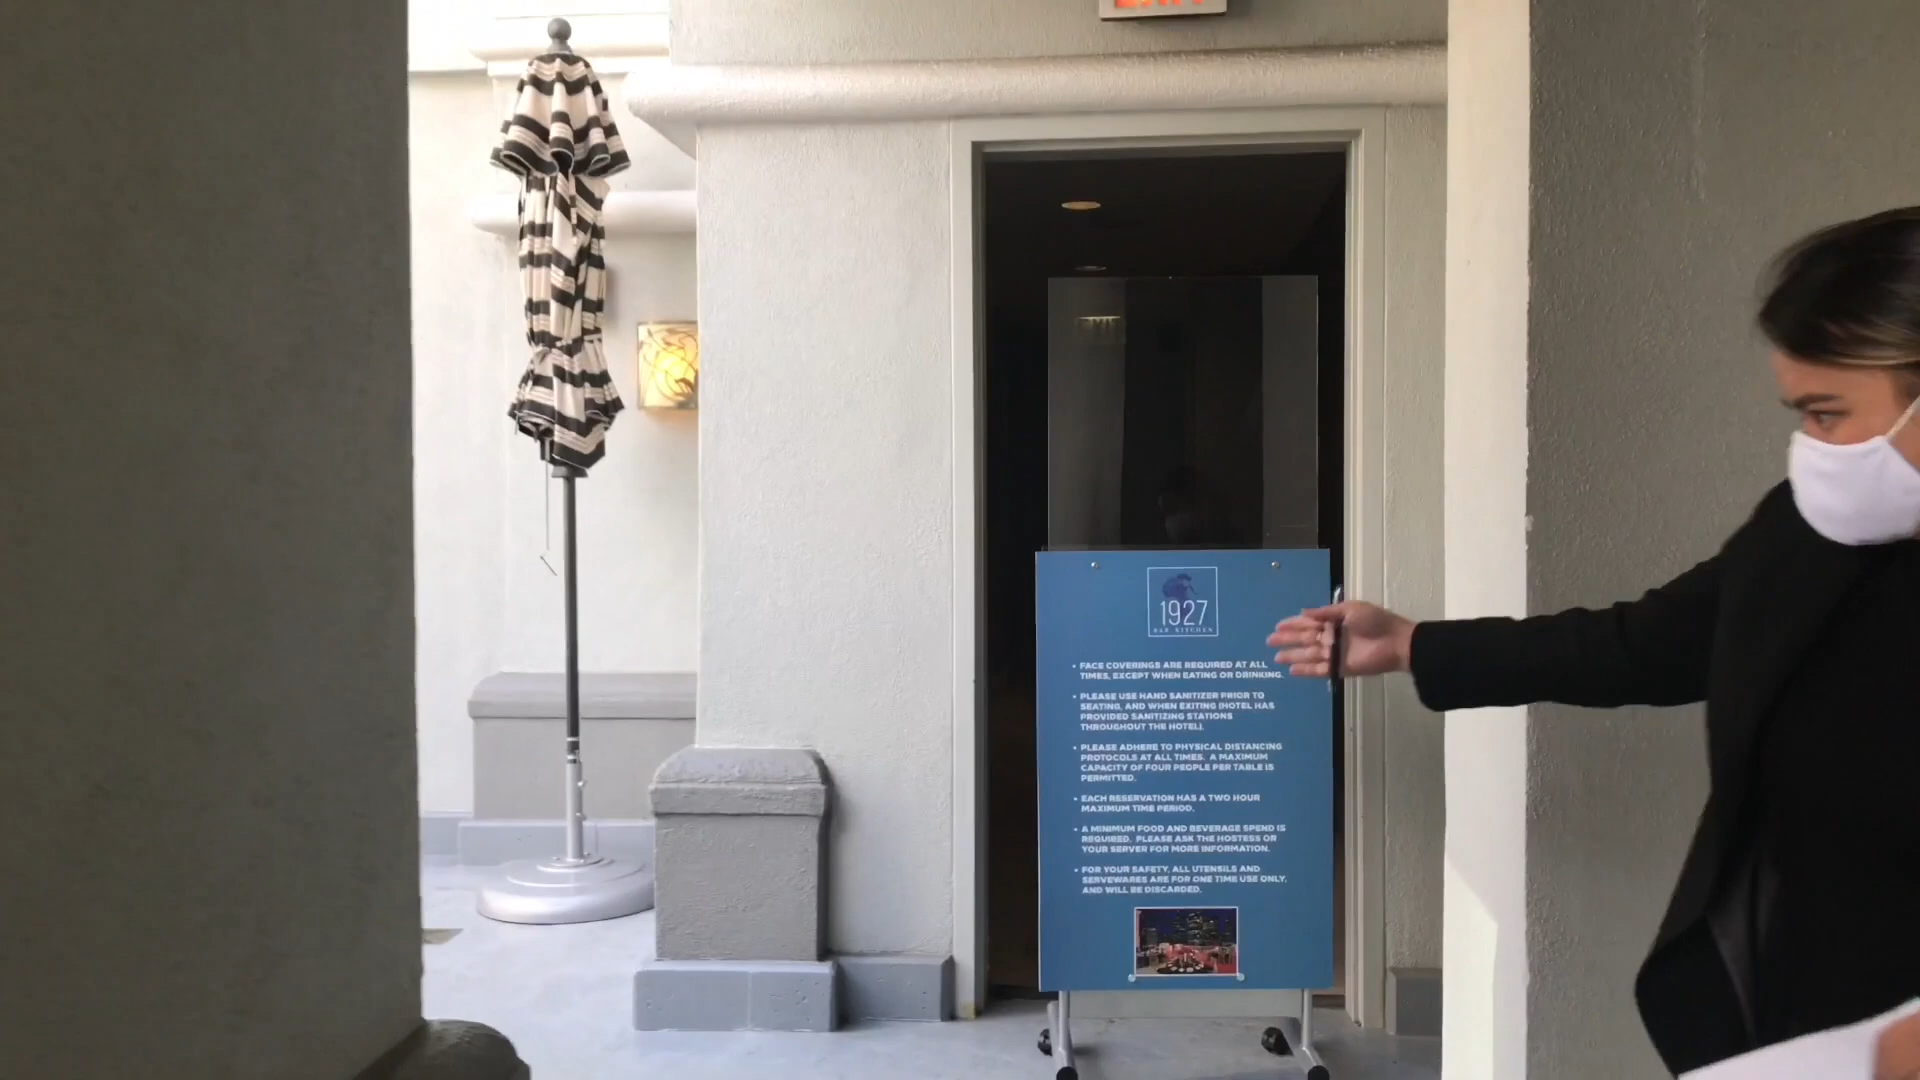 EXIT
EXIT
1927
BAR KITCHEN
• FACE COVERINGS ARE REQUIRED AT ALL
TIMES, EXCEPT WHEN EATING OR DRINKING.
• PLEASE USE HAND SANITIZER PRIOR TO
SEATING, AND WHEN EXITING (HOTEL HAS
PROVIDED SANITIZING STATIONS
THROUGHOUT THE HOTEL).
• PLEASE ADHERE TO PHYSICAL DISTANCING
PROTOCOLS AT ALL TIMES. A MAXIMUM
CAPACITY OF FOUR PEOPLE PER TABLE IS
PERMITTED.
• EACH RESERVATION HAS A TWO HOUR
MAXIMUM TIME PERIOD.
• A MINIMUM FOOD AND BEVERAGE SPEND IS
REQUIRED. PLEASE ASK THE HOSTESS OR
YOUR SERVER FOR MORE INFORMATION.
• FOR YOUR SAFETY, ALL UTENSILS AND
SERVEWARES ARE FOR ONE TIME USE ONLY,
AND WILL BE DISCARDED.